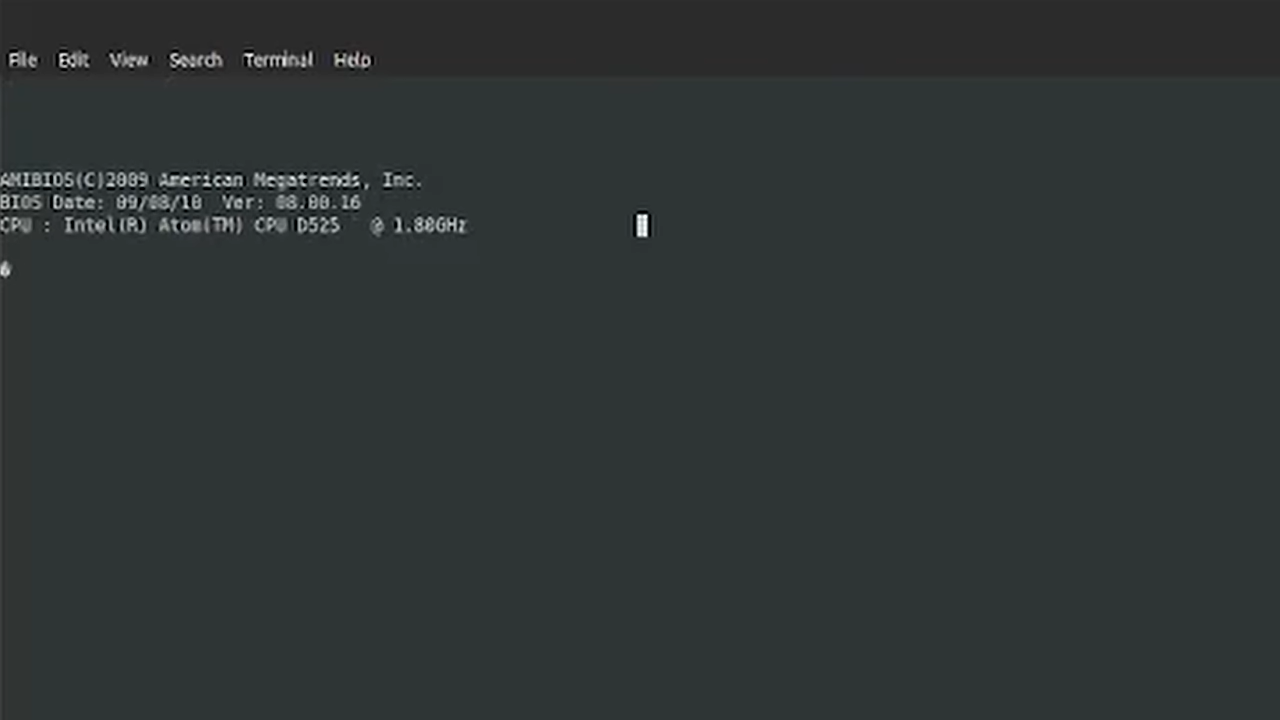 File Edit View Search Terminal Help
AMIBIOS(C)2009 American Megatrends, Inc.
BIOS Date: 09/08/10  Ver: 08.00.16
CPU : Intel(R) Atom(TM) CPU D525   @ 1.80GHz